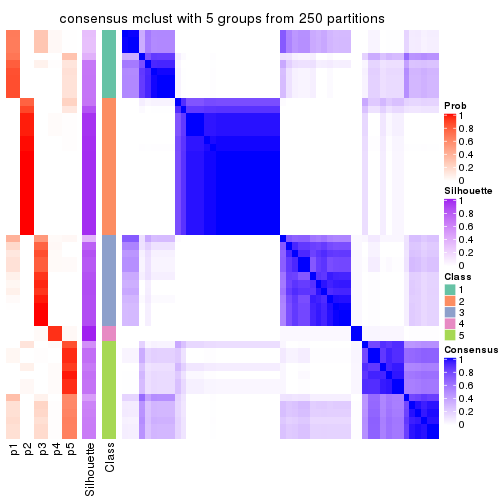 consensus mclust with 5 groups from 250 partitions
Prob
1
0.8
0.6
0.4
0.2
0
Silhouette
1
0.8
0.6
0.4
0.2
0
Class
1
2
3
4
5
Consensus
1
0.8
0.6
0.4
0.2
0
p1
p2
p3
p4
p5
Silhouette
Class